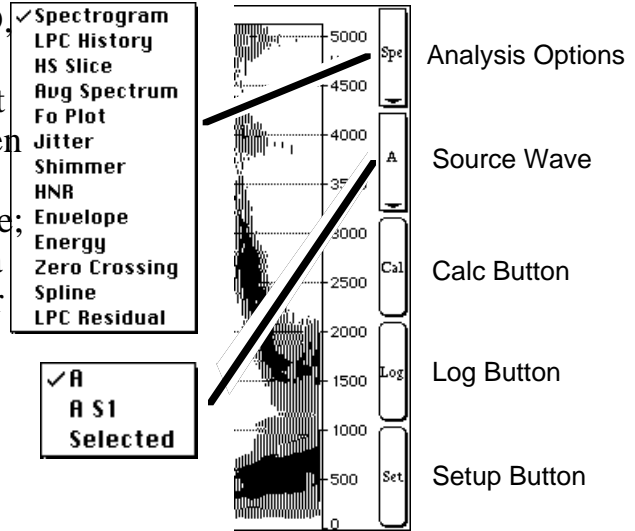 ),
t
en
e;
✓Spectrogram
LPC History
HS Slice
Avg Spectrum
Fo Plot
Jitter
Shimmer
HNR
Envelope
Energy
Zero Crossing
Spline
LPC Residual
✓A
A S1
Selected
5000
4500
4000
3000
2500
2000
1500
1000
500
0
Spe
A
Cal
Log
Set
Analysis Options
Source Wave
Calc Button
Log Button
Setup Button